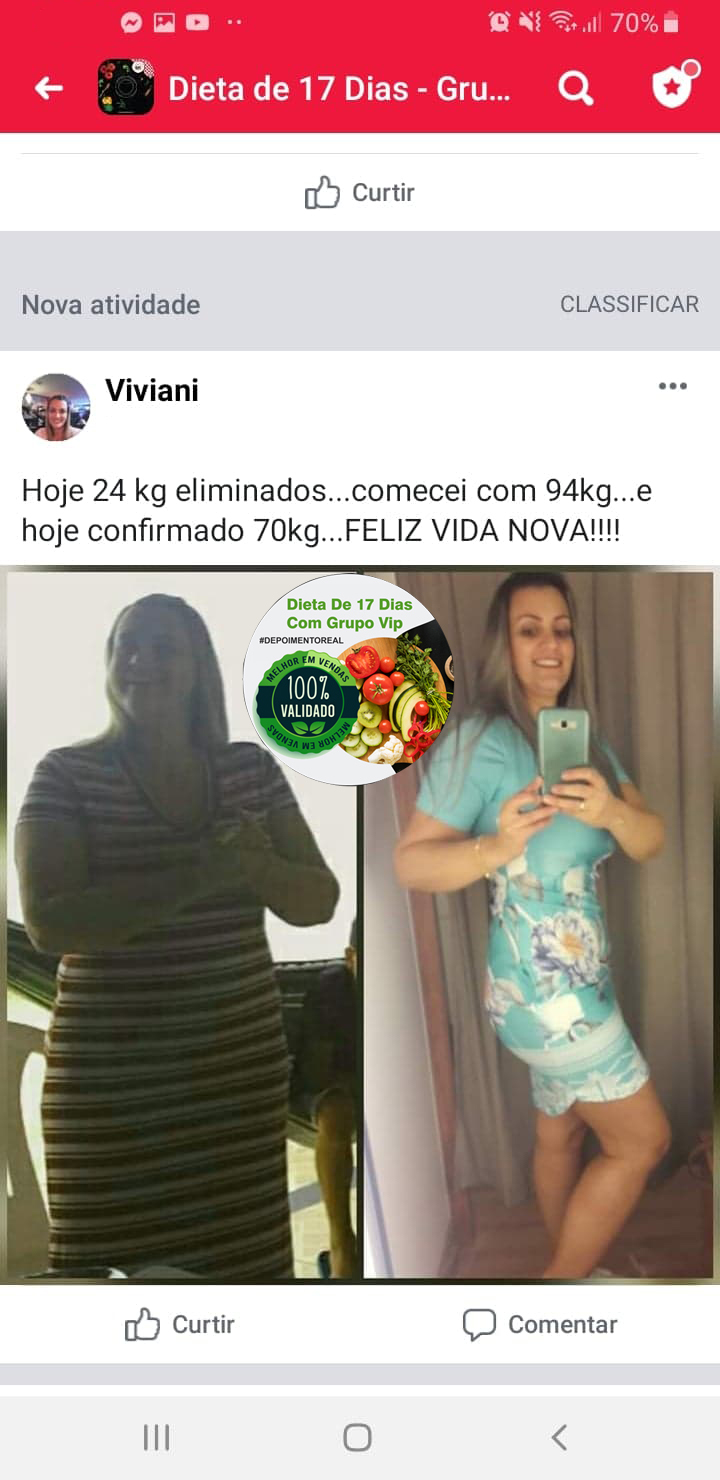 70%
Dieta de 17 Dias - Gru...
Curtir
Nova atividade
CLASSIFICAR
Viviani
Hoje 24 kg eliminados...comecei com 94kg...e
hoje confirmado 70kg...FELIZ VIDA NOVA!!!!
Dieta De 17 Dias
Com Grupo Vip
#DEPOIMENTOREAL
MELHOR EM VENDAS
100%
VALIDADO
MELHOR EM VENDAS
Curtir
Comentar